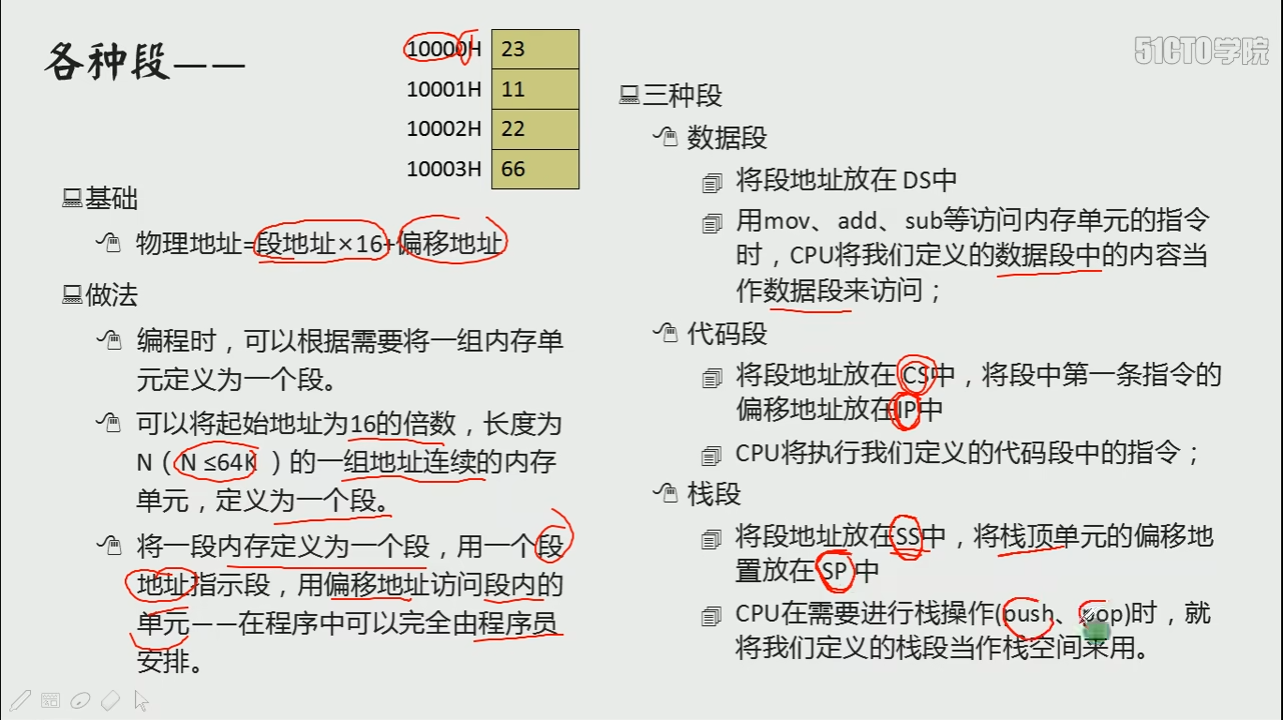 各种段——
10000H 23
10001H 11
10002H 22
10003H 66
基础
物理地址=段地址×16+偏移地址
做法
编程时，可以根据需要将一组内存单
元定义为一个段。
可以将起始地址为16的倍数，长度为
N（N ≤64K ）的一组地址连续的内存
单元，定义为一个段。
将一段内存定义为一个段，用一个段
地址指示段，用偏移地址访问段内的
单元——在程序中可以完全由程序员
安排。
51CTO学院
三种段
数据段
将段地址放在 DS中
用mov、add、sub等访问内存单元的指令
时，CPU将我们定义的数据段中的内容当
作数据段来访问；
代码段
将段地址放在 CS中，将段中第一条指令的
偏移地址放在IP中
CPU将执行我们定义的代码段中的指令；
栈段
将段地址放在SS中，将栈顶单元的偏移地
置放在 SP 中
CPU在需要进行栈操作(push、pop)时，就
将我们定义的栈段当作栈空间来用。